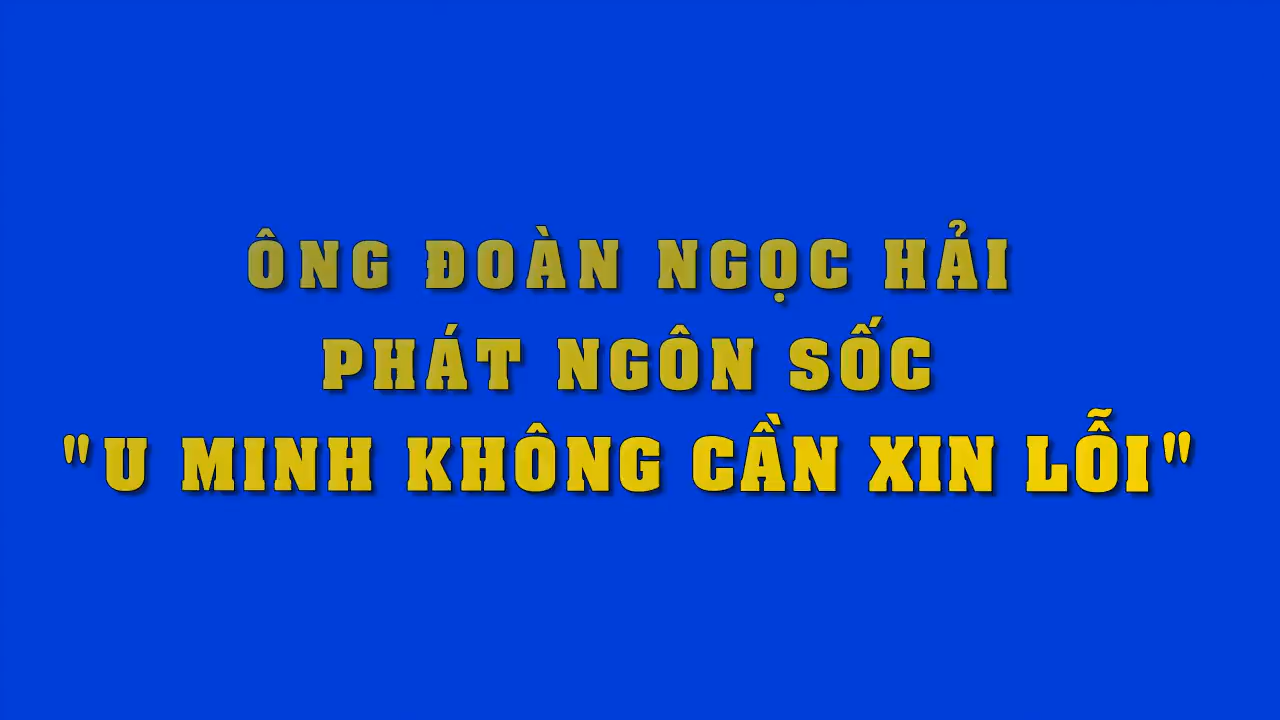 ÔNG ĐOÀN NGỌC HẢI
PHÁT NGÔN SỐC
"U MINH KHÔNG CẦN XIN LỖI"